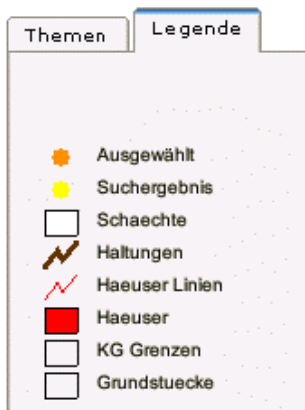 Themen
Legende
Ausgewählt
Suchergebnis
Schaechte
Haltungen
Haeuser Linien
Haeuser
KG Grenzen
Grundstuecke